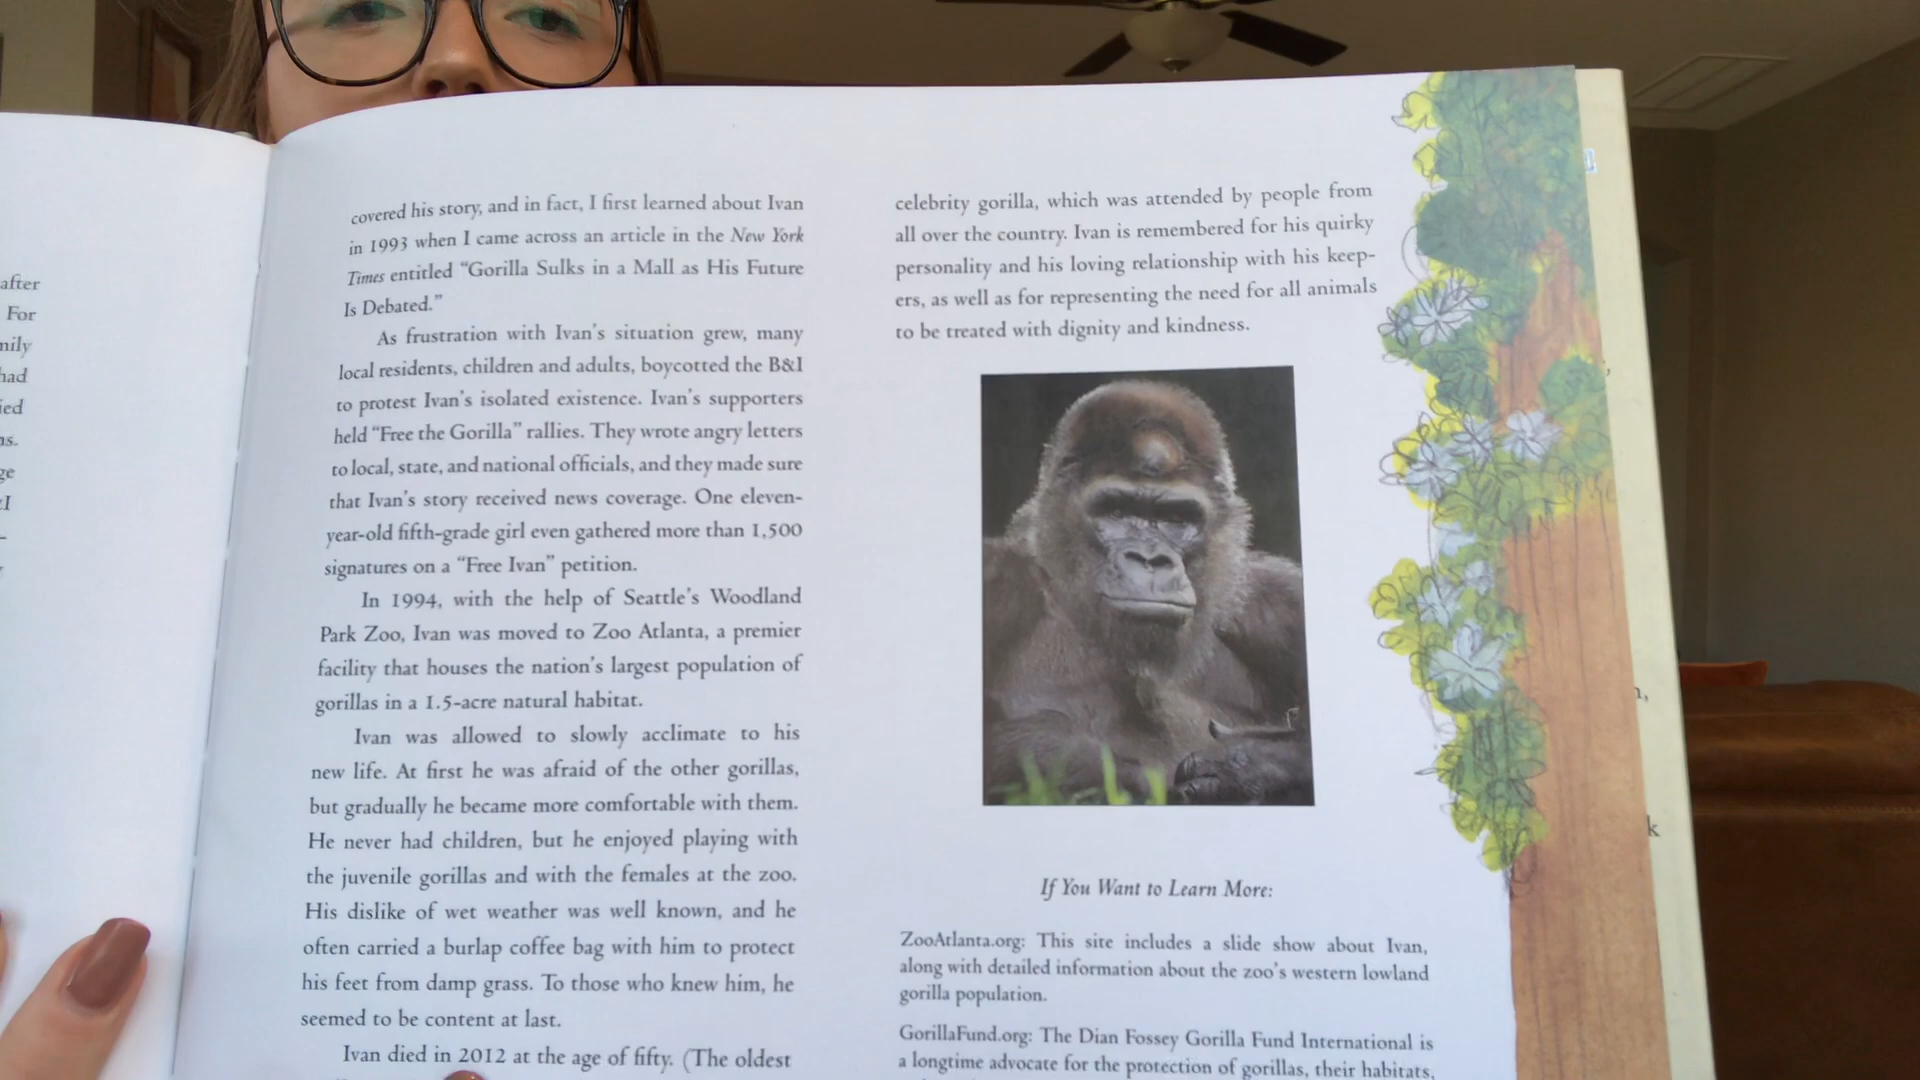 after
For
had
covered his story, and in fact, I first learned about Ivan
in 1993 when I came across an article in the New York
Times entitled “Gorilla Sulks in a Mall as His Future
Is Debated.”
As frustration with Ivan’s situation grew, many
local residents, children and adults, boycotted the B&I
to protest Ivan’s isolated existence. Ivan’s supporters
held “Free the Gorilla” rallies. They wrote angry letters
to local, state, and national officials, and they made sure
that Ivan’s story received news coverage. One eleven-
year-old fifth-grade girl even gathered more than 1,500
signatures on a “Free Ivan” petition.
In 1994, with the help of Seattle’s Woodland
Park Zoo, Ivan was moved to Zoo Atlanta, a premier
facility that houses the nation’s largest population of
gorillas in a 1.5-acre natural habitat.
Ivan was allowed to slowly acclimate to his
new life. At first he was afraid of the other gorillas,
but gradually he became more comfortable with them.
He never had children, but he enjoyed playing with
the juvenile gorillas and with the females at the zoo.
His dislike of wet weather was well known, and he
often carried a burlap coffee bag with him to protect
his feet from damp grass. To those who knew him, he
seemed to be content at last.
Ivan died in 2012 at the age of fifty. (The oldest
celebrity gorilla, which was attended by people from
all over the country. Ivan is remembered for his quirky
personality and his loving relationship with his keep-
ers, as well as for representing the need for all animals
to be treated with dignity and kindness.
If You Want to Learn More:
ZooAtlanta.org: This site includes a slide show about Ivan,
along with detailed information about the zoo’s western lowland
gorilla population.
GorillaFund.org: The Dian Fossey Gorilla Fund International is
a longtime advocate for the protection of gorillas, their habitats,